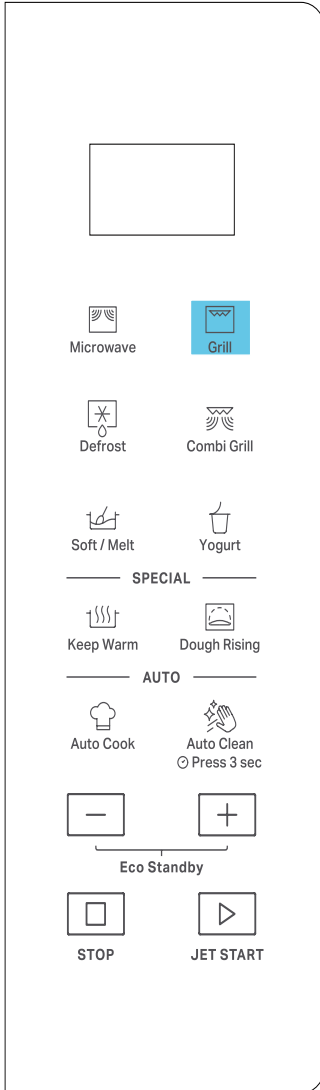 Microwave
Grill
Defrost
Combi Grill
Soft / Melt
Yogurt
SPECIAL
Keep Warm
Dough Rising
AUTO
Auto Cook
Auto Clean
Press 3 sec
Eco Standby
STOP
JET START